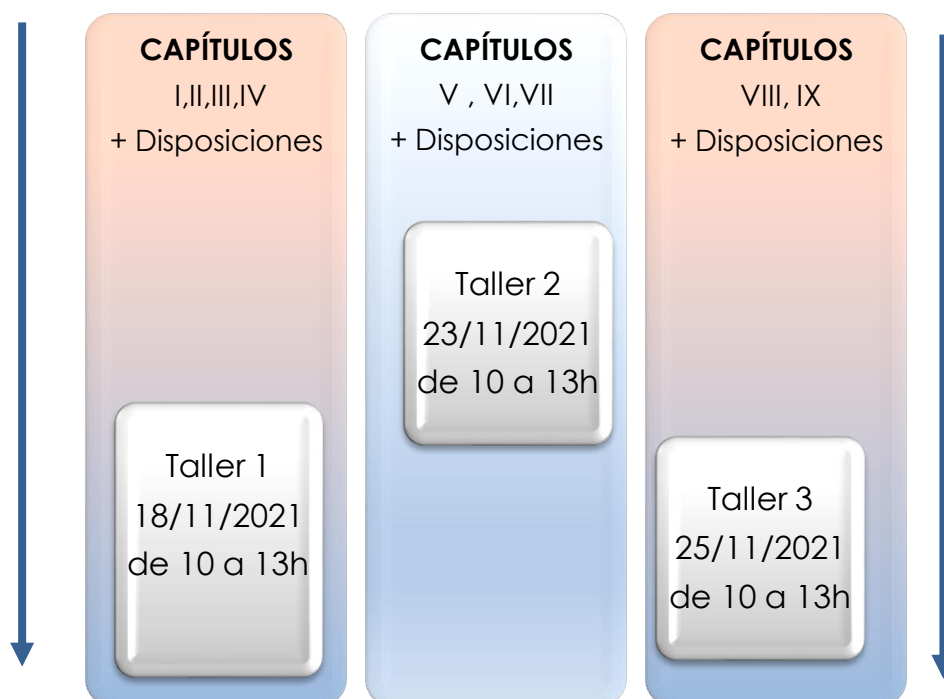 CAPÍTULOS
I,II,III,IV
+ Disposiciones
Taller 1
18/11/2021
de 10 a 13h
CAPÍTULOS
V , VI,VII
+ Disposiciones
Taller 2
23/11/2021
de 10 a 13h
CAPÍTULOS
VIII, IX
+ Disposiciones
Taller 3
25/11/2021
de 10 a 13h